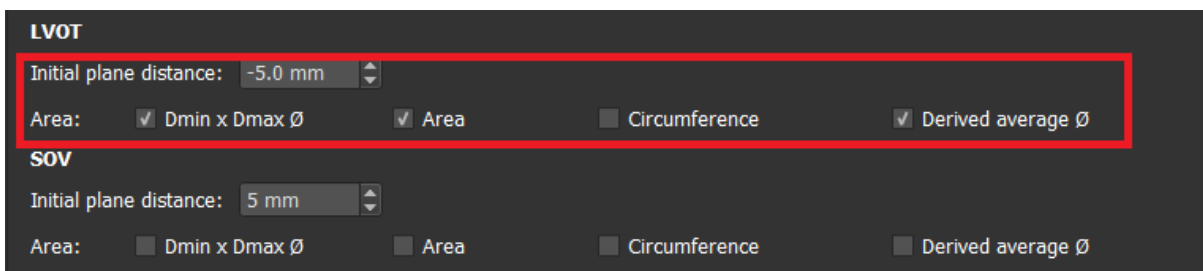 LVOT
Initial plane distance: -5.0 mm
Area: Dmin x Dmax Ø Area Circumference Derived average Ø
SOV
Initial plane distance: 5 mm
Area: Dmin x Dmax Ø Area Circumference Derived average Ø